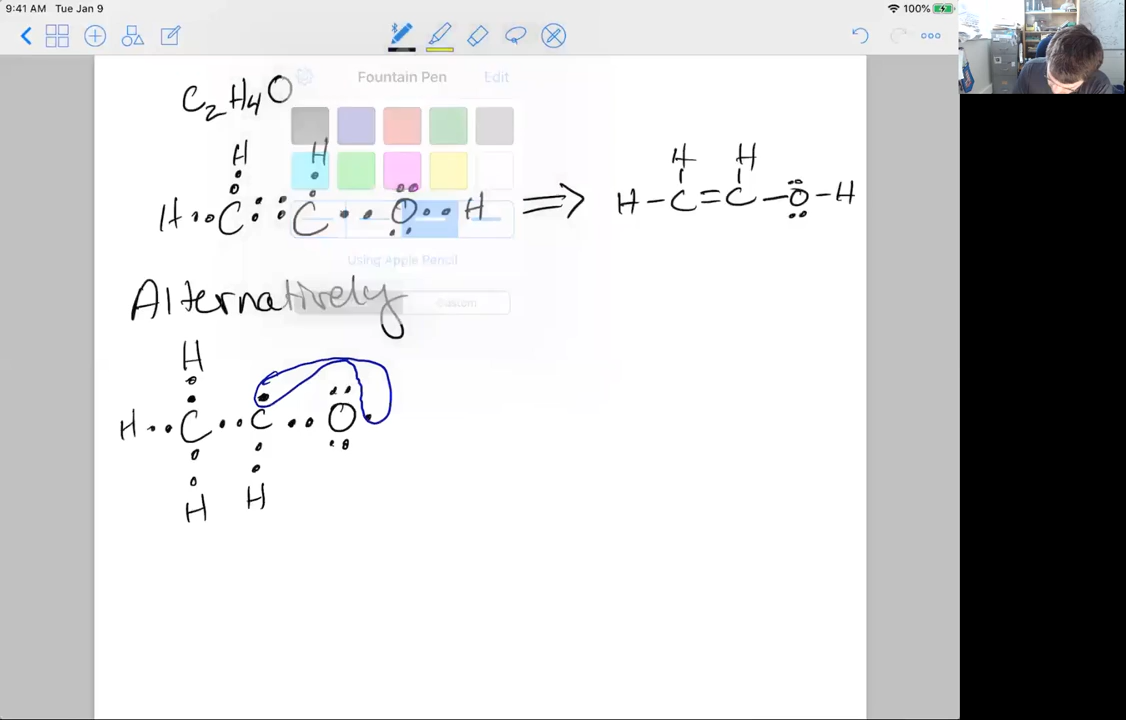 9:41 AM Tue Jan 9
100%
Fountain Pen
Edit
C₂H₄O
H H
H C C O H ⇒ H–C=C–O–H
H H
Using Apple Pencil
Alternatively
H
H C C O
H H